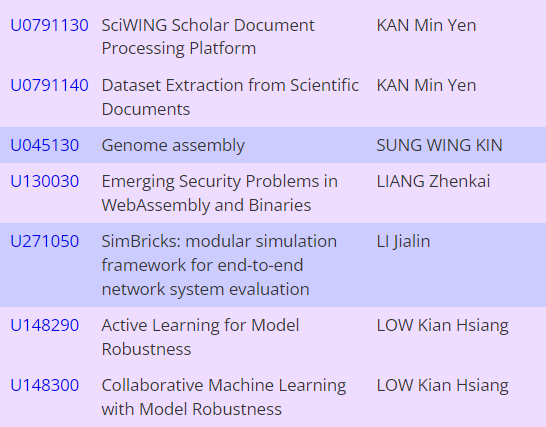 U0791130 SciWING Scholar Document KAN Min Yen
Processing Platform
U0791140 Dataset Extraction from Scientific KAN Min Yen
Documents
U045130 Genome assembly SUNG WING KIN
U130030 Emerging Security Problems in LIANG Zhenkai
WebAssembly and Binaries
U271050 SimBricks: modular simulation LI Jialin
framework for end-to-end
network system evaluation
U148290 Active Learning for Model LOW Kian Hsiang
Robustness
U148300 Collaborative Machine Learning LOW Kian Hsiang
with Model Robustness